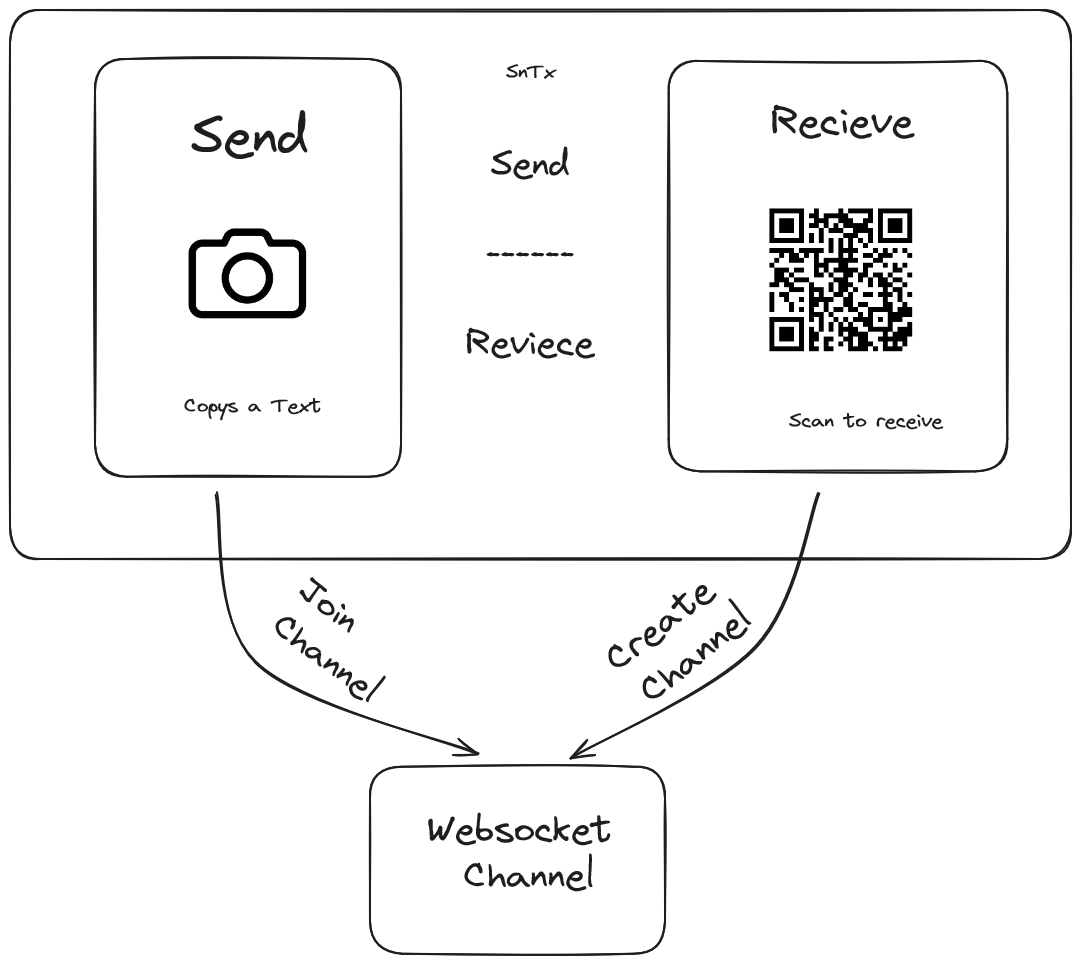 Send
Copys a Text
SnTx
Send
------
Reviece
Recieve
Scan to receive
Join
Channel
Create
Channel
Websocket
Channel